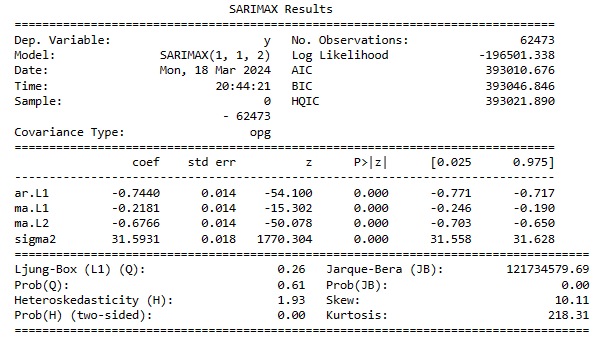 SARIMAX Results
==============================================================================
Dep. Variable: y No. Observations: 62473
Model: SARIMAX(1, 1, 2) Log Likelihood -196501.338
Date: Mon, 18 Mar 2024 AIC 393010.676
Time: 20:44:21 BIC 393046.846
Sample: 0 HQIC 393021.890
- 62473
Covariance Type: opg
==============================================================================
coef std err z P>|z| [0.025 0.975]
------------------------------------------------------------------------------
ar.L1 -0.7440 0.014 -54.100 0.000 -0.771 -0.717
ma.L1 -0.2181 0.014 -15.302 0.000 -0.246 -0.190
ma.L2 -0.6766 0.014 -50.078 0.000 -0.703 -0.650
sigma2 31.5931 0.018 1770.304 0.000 31.558 31.628
===================================================================================
Ljung-Box (L1) (Q): 0.26 Jarque-Bera (JB): 121734579.69
Prob(Q): 0.61 Prob(JB): 0.00
Heteroskedasticity (H): 1.93 Skew: 10.11
Prob(H) (two-sided): 0.00 Kurtosis: 218.31
===================================================================================